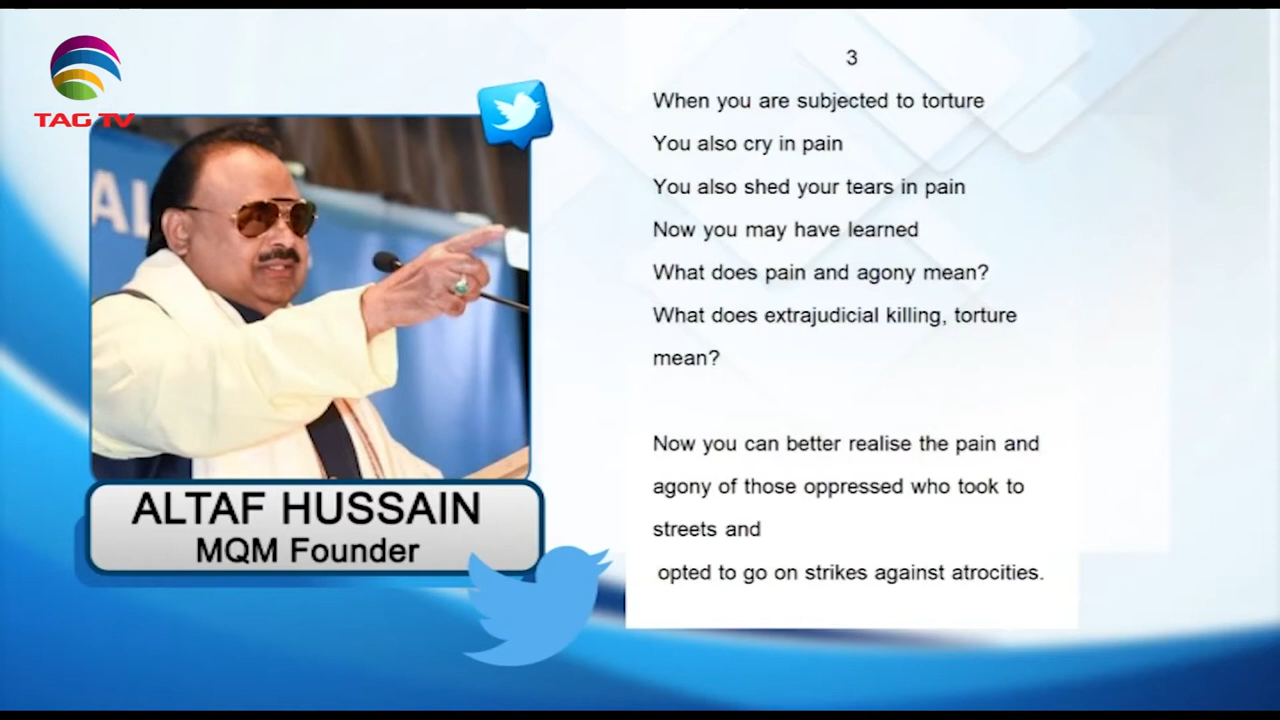 TAG TV
AL
ALTAF HUSSAIN
MQM Founder
3
When you are subjected to torture
You also cry in pain
You also shed your tears in pain
Now you may have learned
What does pain and agony mean?
What does extrajudicial killing, torture
mean?
Now you can better realise the pain and
agony of those oppressed who took to
streets and
opted to go on strikes against atrocities.